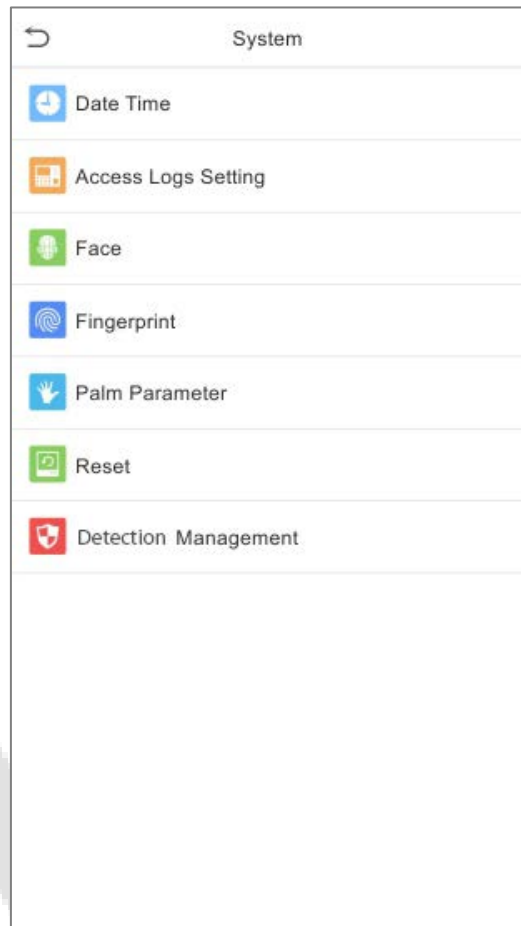 System
Date Time
Access Logs Setting
Face
Fingerprint
Palm Parameter
Reset
Detection Management